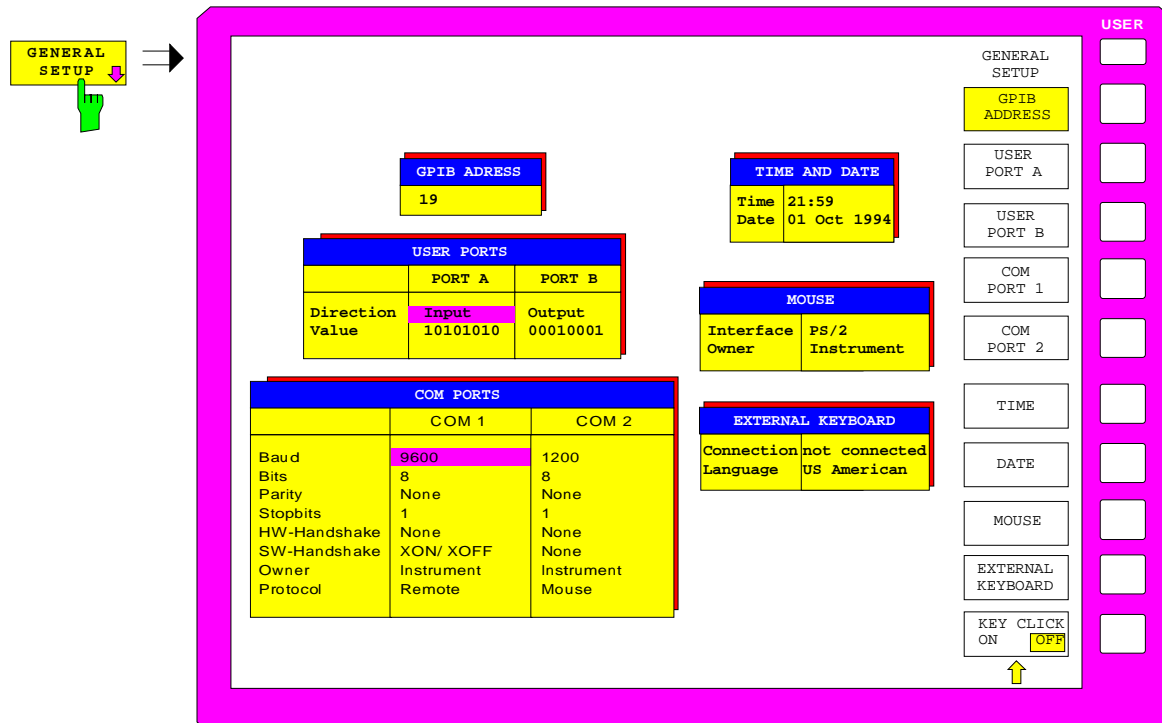 GENERAL
SETUP
USER
GPIB ADRESS
19
USER PORTS
PORT A PORT B
Direction Input Output
Value 10101010 00010001
COM PORTS
COM 1 COM 2
Baud 9600 1200
Bits 8 8
Parity None None
Stopbits 1 1
HW-Handshake None None
SW-Handshake XON/ XOFF None
Owner Instrument Instrument
Protocol Remote Mouse
TIME AND DATE
Time 21:59
Date 01 Oct 1994
MOUSE
Interface PS/2
Owner Instrument
EXTERNAL KEYBOARD
Connection not connected
Language US American
GENERAL
SETUP
GPIB
ADDRESS
USER
PORT A
USER
PORT B
COM
PORT 1
COM
PORT 2
TIME
DATE
MOUSE
EXTERNAL
KEYBOARD
KEY CLICK
ON OFF